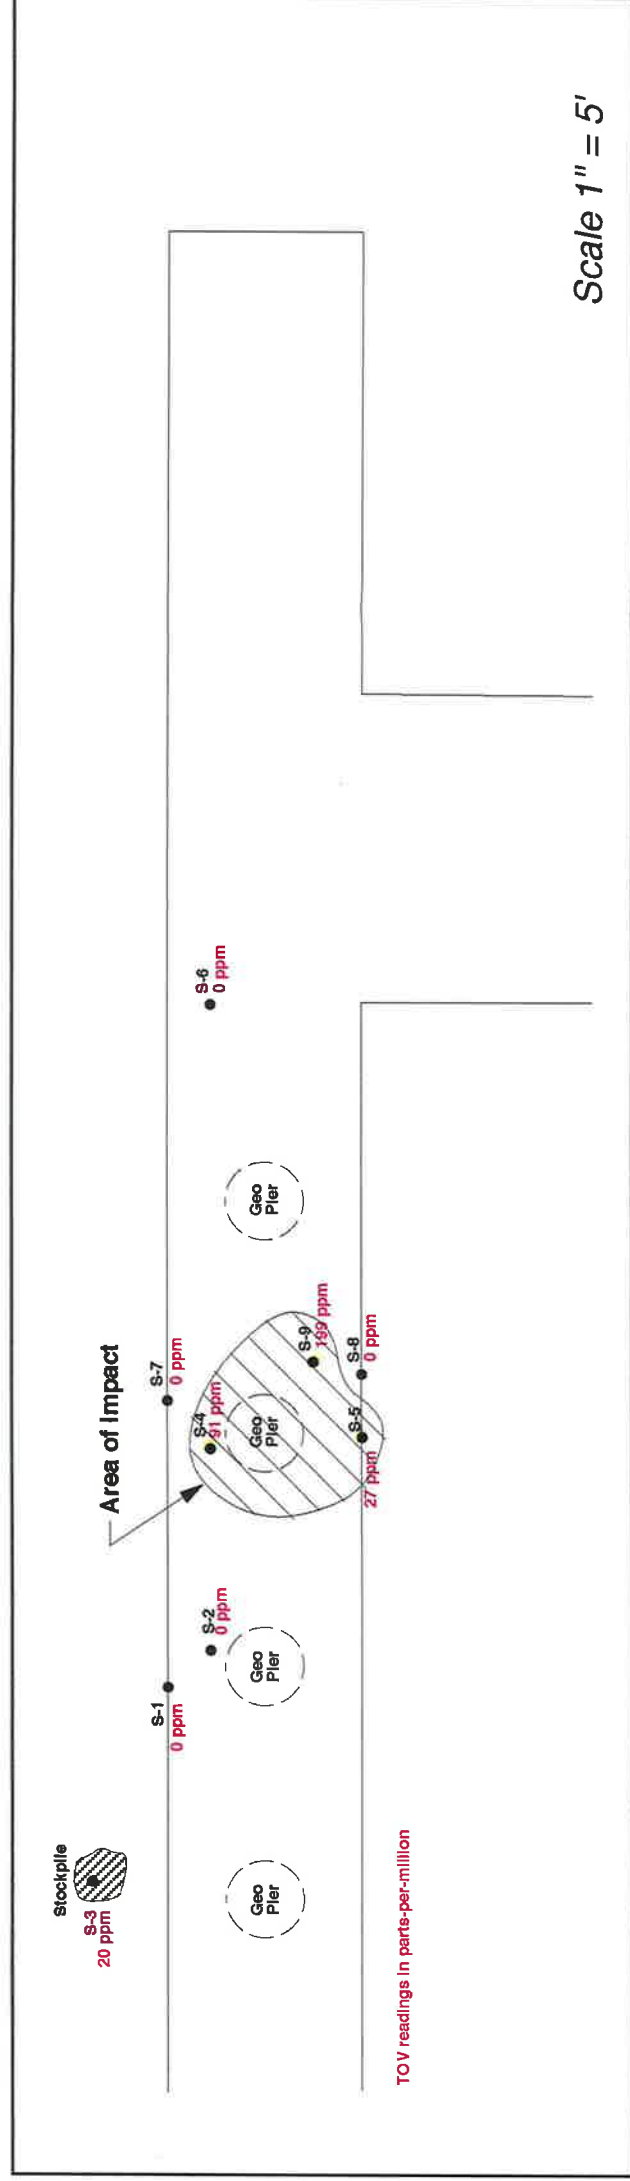 Stockpile
S-3
20 ppm
Area of Impact
S-1
0 ppm
S-2
0 ppm
S-7
0 ppm
S-4
91 ppm
S-9
199 ppm
S-5
27 ppm
S-8
0 ppm
S-6
0 ppm
Geo
Pier
Geo
Pier
Geo
Pier
Geo
Pier
TOV readings in parts-per-million
Scale 1" = 5'